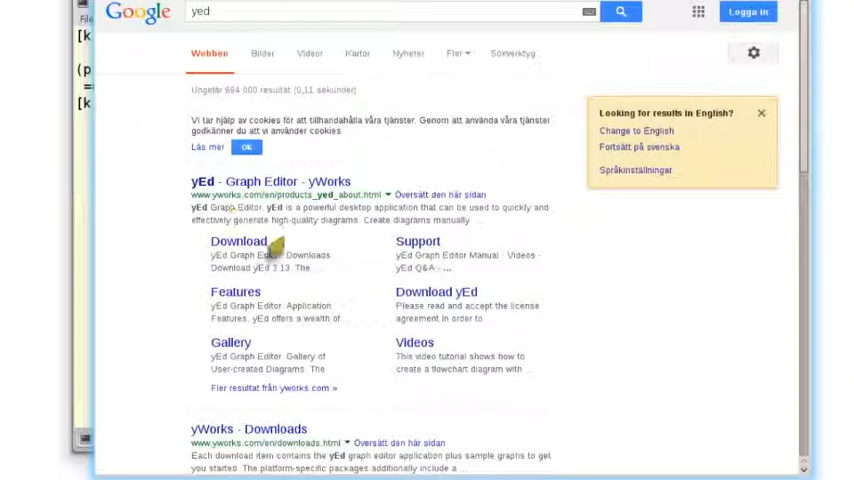 File
[k
(p
==
[k
Google
yed
Logga in
Webben Bilder Videor Kartor Nyheter Fler Sökverktyg
Ungefär 694 000 resultat (0,11 sekunder)
Looking for results in English?
Change to English
Fortsätt på svenska
Språkinställningar
Vi tar hjälp av cookies för att tillhandahålla våra tjänster. Genom att använda våra tjänster
godkänner du att vi använder cookies
Läs mer OK
yEd - Graph Editor - yWorks
www.yworks.com/en/products_yed_about.html Översätt den här sidan
yEd Graph Editor. yEd is a powerful desktop application that can be used to quickly and
effectively generate high-quality diagrams. Create diagrams manually ...
Download
yEd Graph Editor. Downloads
Download yEd 3.13. The
Support
yEd Graph Editor Manual · Videos ·
yEd Q&A · ...
Features
yEd Graph Editor. Application
Features. yEd offers a wealth of
Download yEd
Please read and accept the license
agreement in order to ...
Gallery
yEd Graph Editor. Gallery of
User-created Diagrams. The ...
Videos
This video tutorial shows how to
create a flowchart diagram with ...
Fler resultat från yworks.com »
yWorks - Downloads
www.yworks.com/en/downloads.html Översätt den här sidan
Each download item contains the yEd graph editor application plus sample graphs to get
you started. The platform-specific packages additionally include a ...